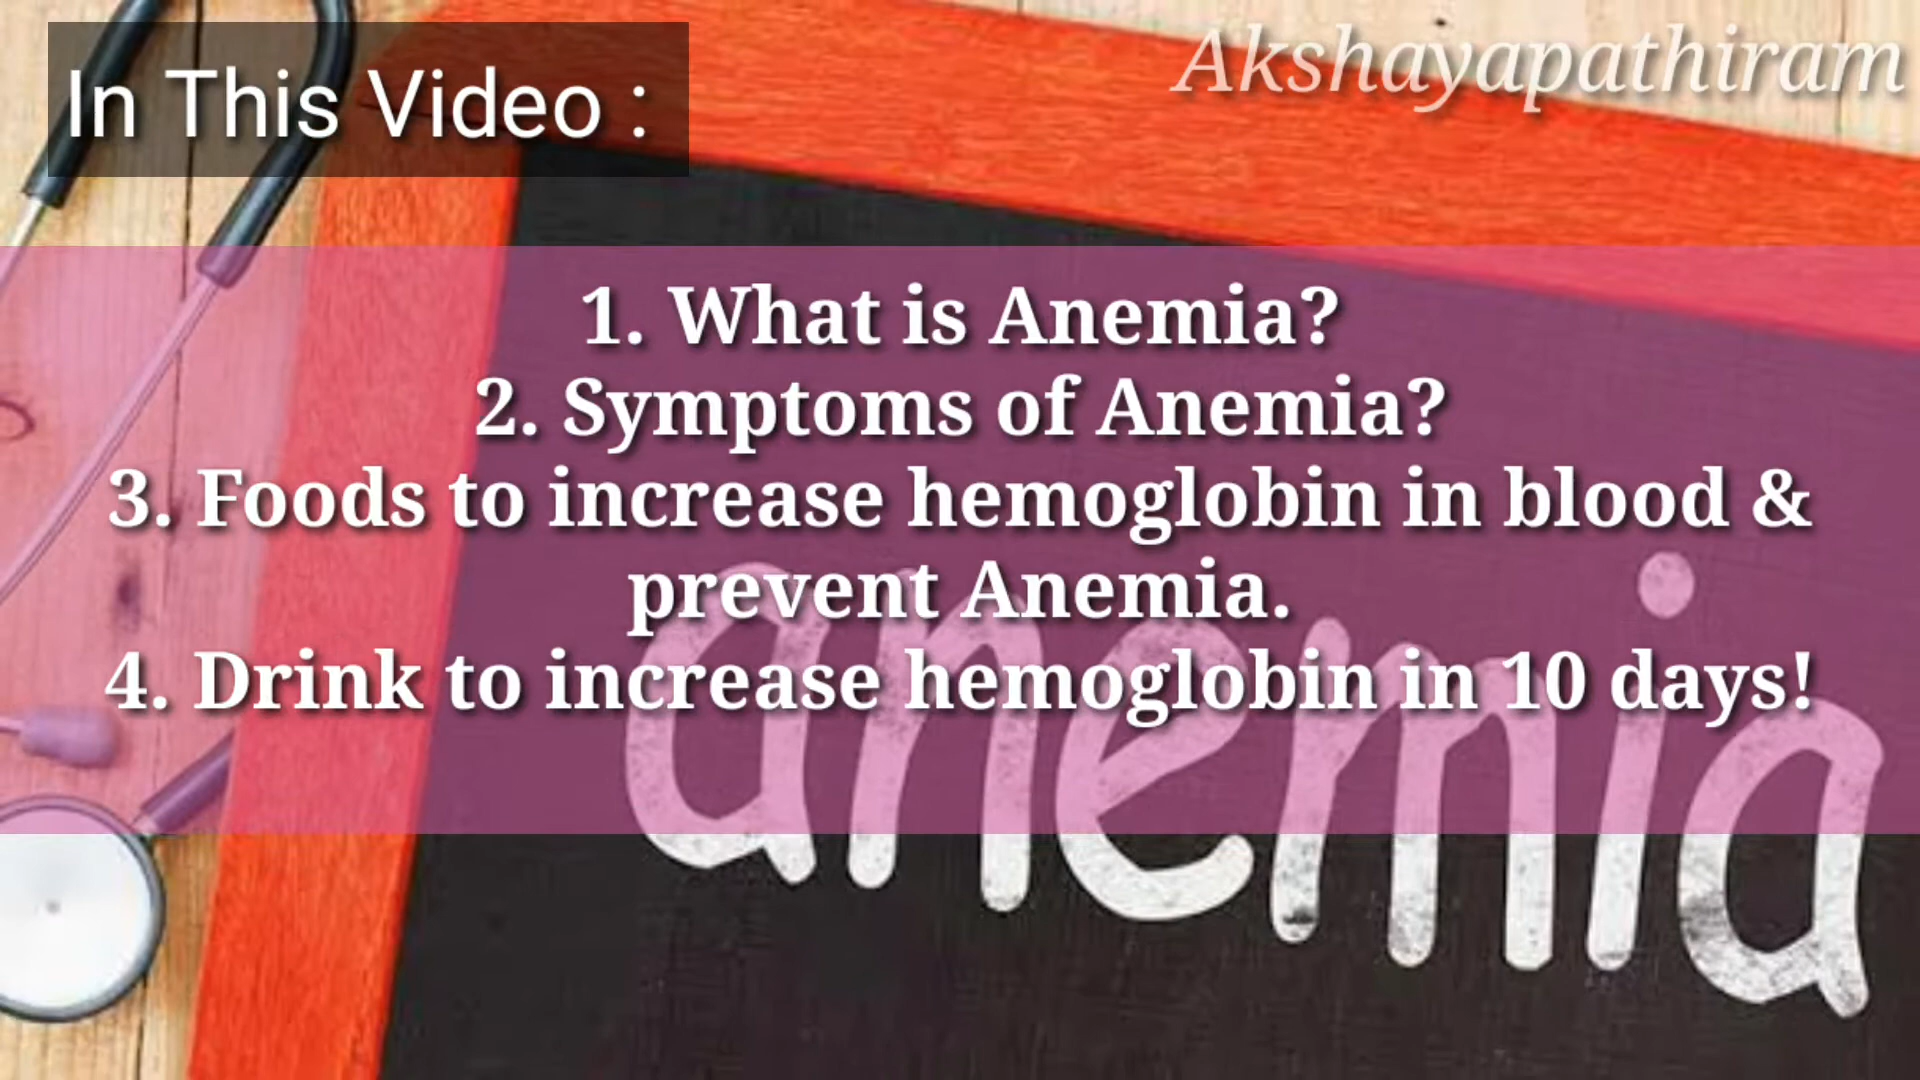 In This Video :
Akshayapathiram
1. What is Anemia?
2. Symptoms of Anemia?
3. Foods to increase hemoglobin in blood &
prevent Anemia.
4. Drink to increase hemoglobin in 10 days!
anemia